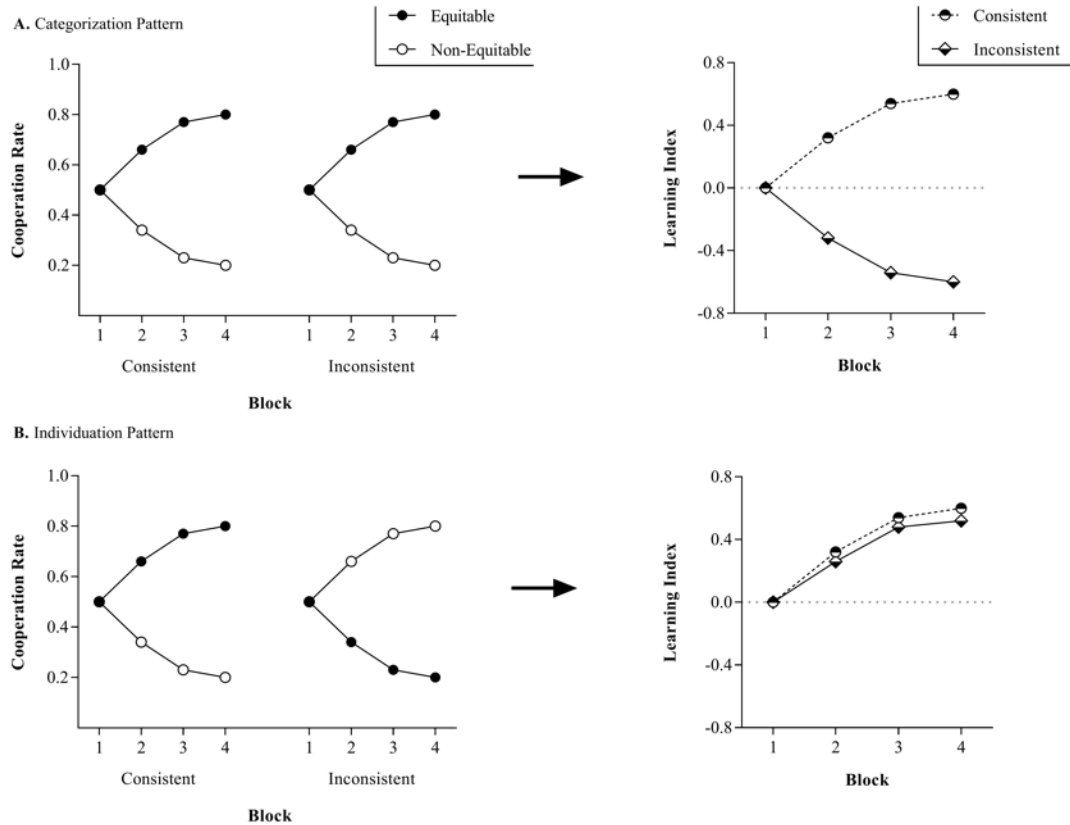 A. Categorization Pattern
Equitable
Non-Equitable
Consistent
Inconsistent
Cooperation Rate
1.0
0.8
0.6
0.4
0.2
1 2 3 4 1 2 3 4
Consistent Inconsistent
Block
Learning Index
0.8
0.4
0.0
-0.4
-0.8
1 2 3 4
Block
B. Individuation Pattern
Cooperation Rate
1.0
0.8
0.6
0.4
0.2
1 2 3 4 1 2 3 4
Consistent Inconsistent
Block
Learning Index
0.8
0.4
0.0
-0.4
-0.8
1 2 3 4
Block